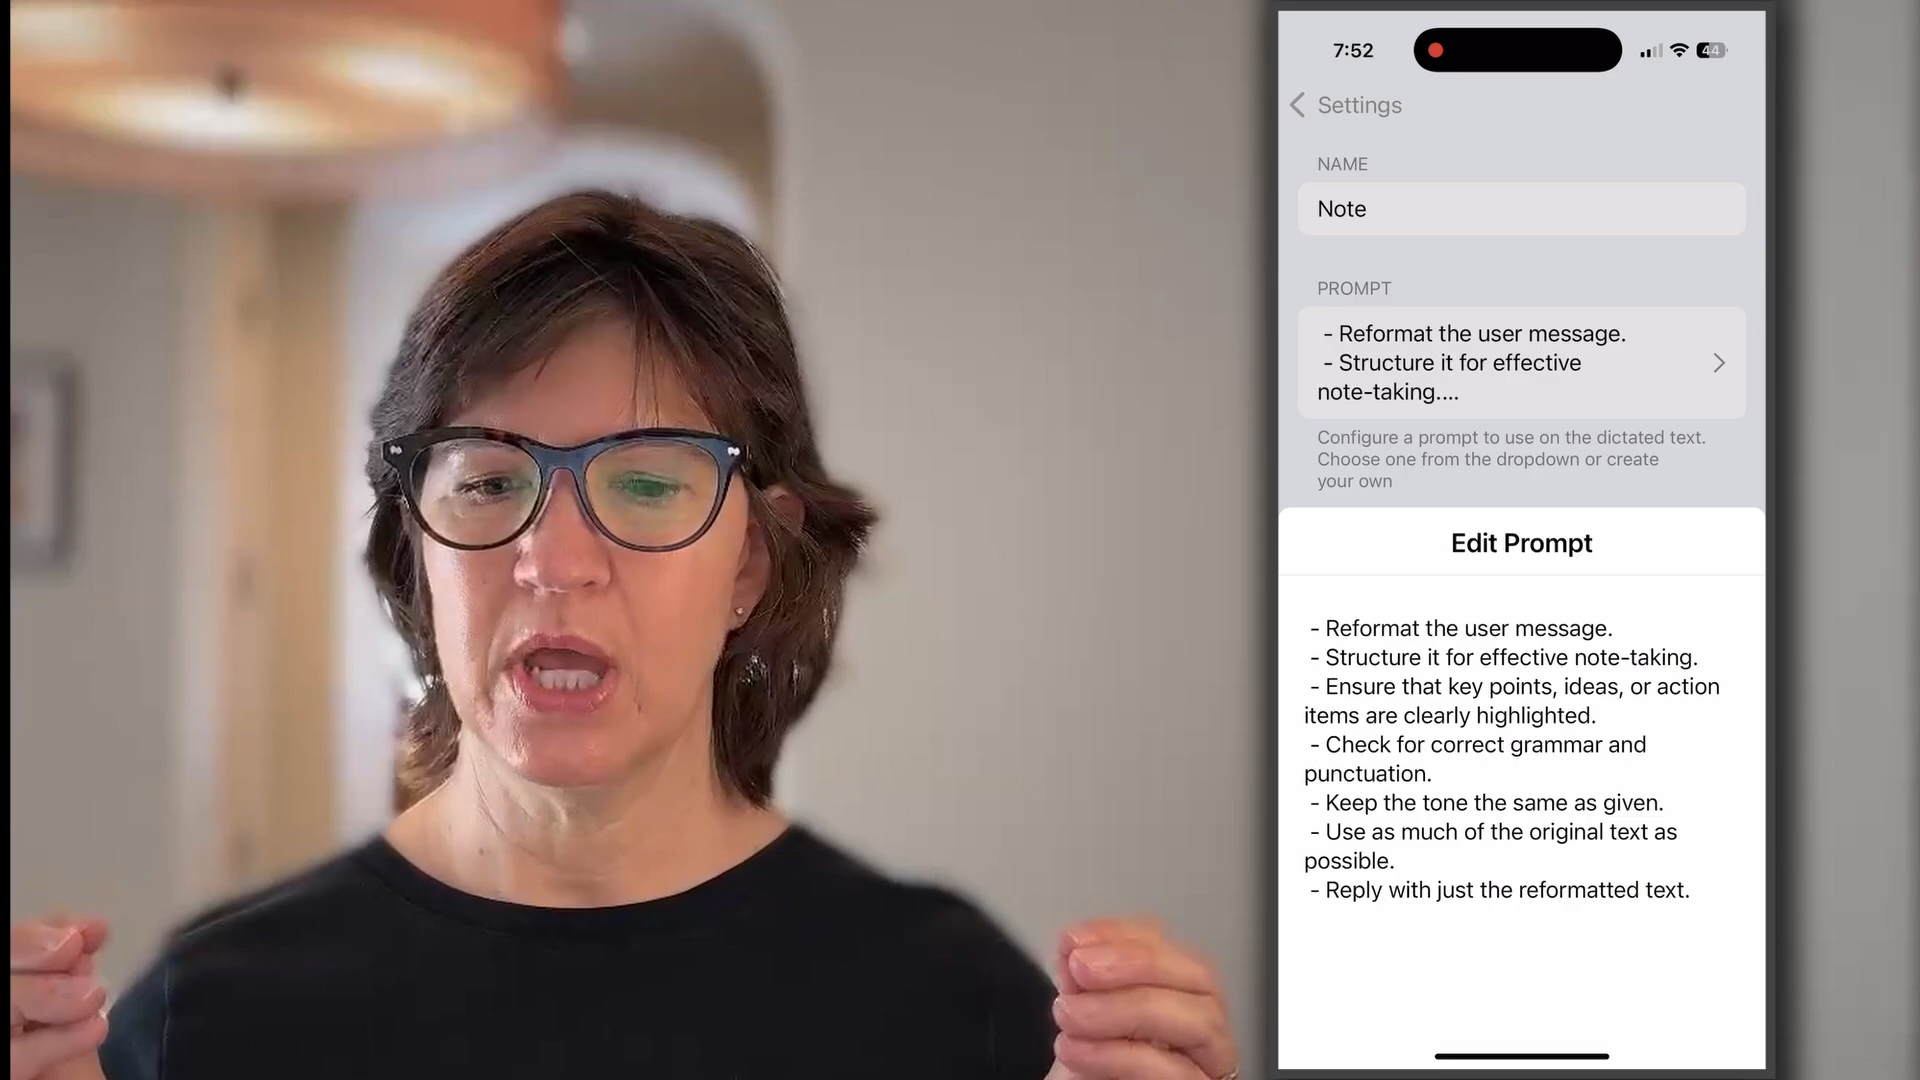 7:52
44
Settings
NAME
Note
PROMPT
- Reformat the user message.
- Structure it for effective
note-taking....
Configure a prompt to use on the dictated text.
Choose one from the dropdown or create
your own
Edit Prompt
- Reformat the user message.
- Structure it for effective note-taking.
- Ensure that key points, ideas, or action
items are clearly highlighted.
- Check for correct grammar and
punctuation.
- Keep the tone the same as given.
- Use as much of the original text as
possible.
- Reply with just the reformatted text.